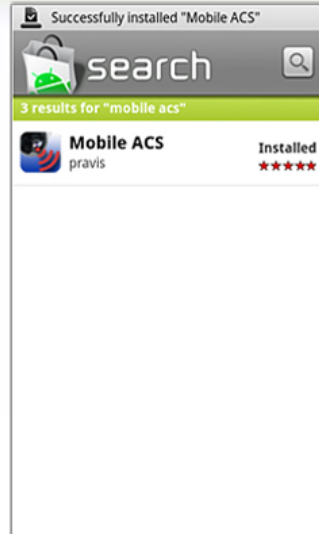 Successfully installed "Mobile ACS"
search
3 results for "mobile acs"
Mobile ACS
pravis
Installed